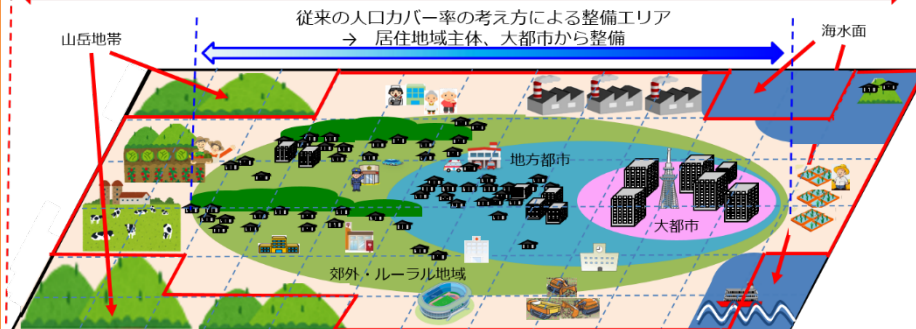 従来の人口カバー率の考え方による整備エリア
→ 居住地域主体、大都市から整備
山岳地帯
海水面
地方都市
大都市
郊外・ルーラル地域